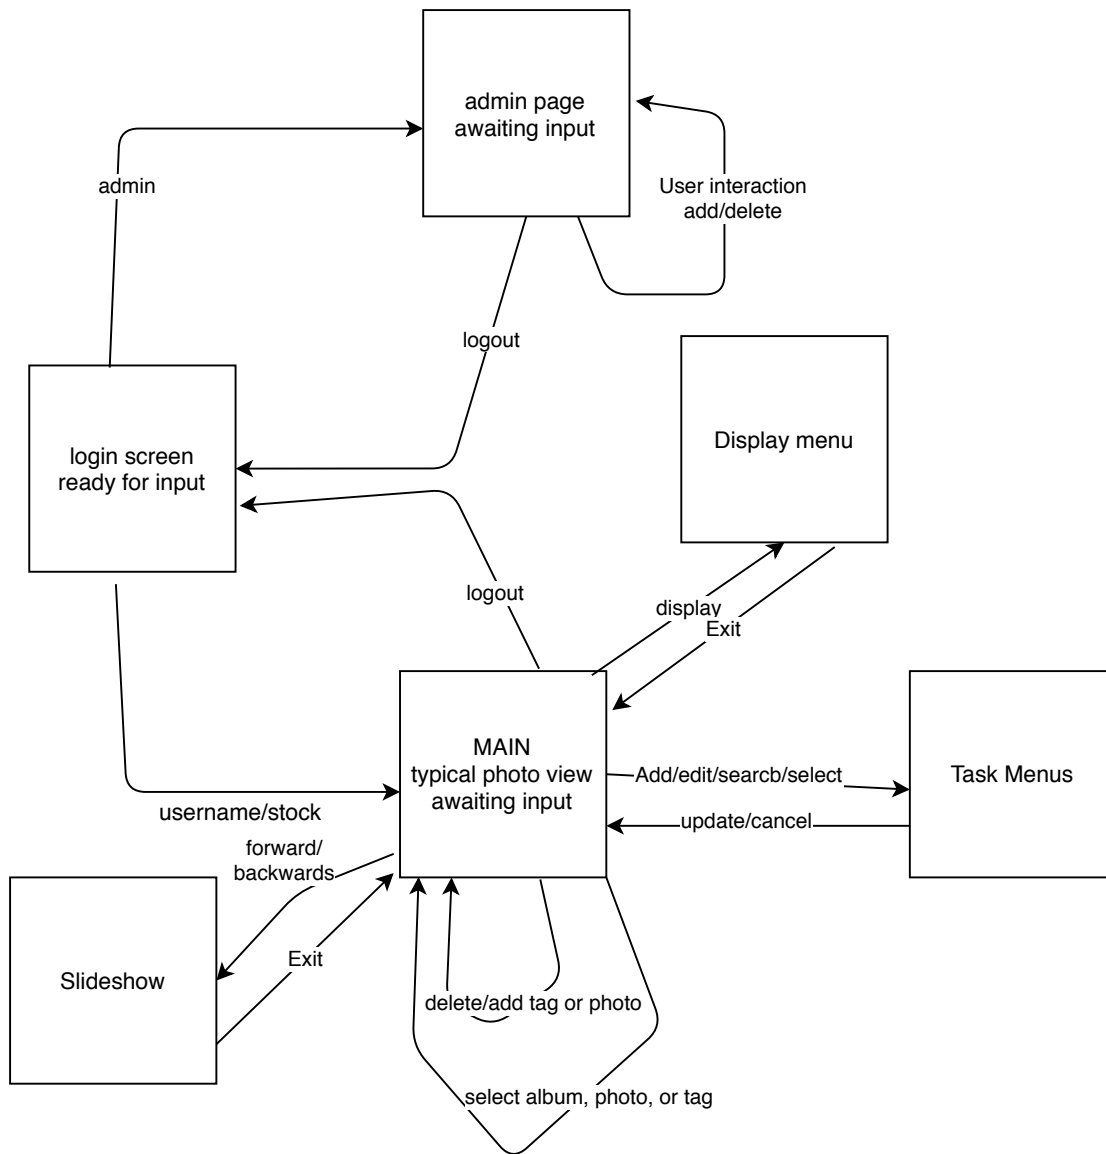 admin page
awaiting input
admin
User interaction
add/delete
logout
Display menu
login screen
ready for input
logout
display
Exit
MAIN
typical photo view
awaiting input
Add/edit/searcb/select
Task Menus
update/cancel
username/stock
forward/
backwards
Exit
Slideshow
delete/add tag or photo
select album, photo, or tag